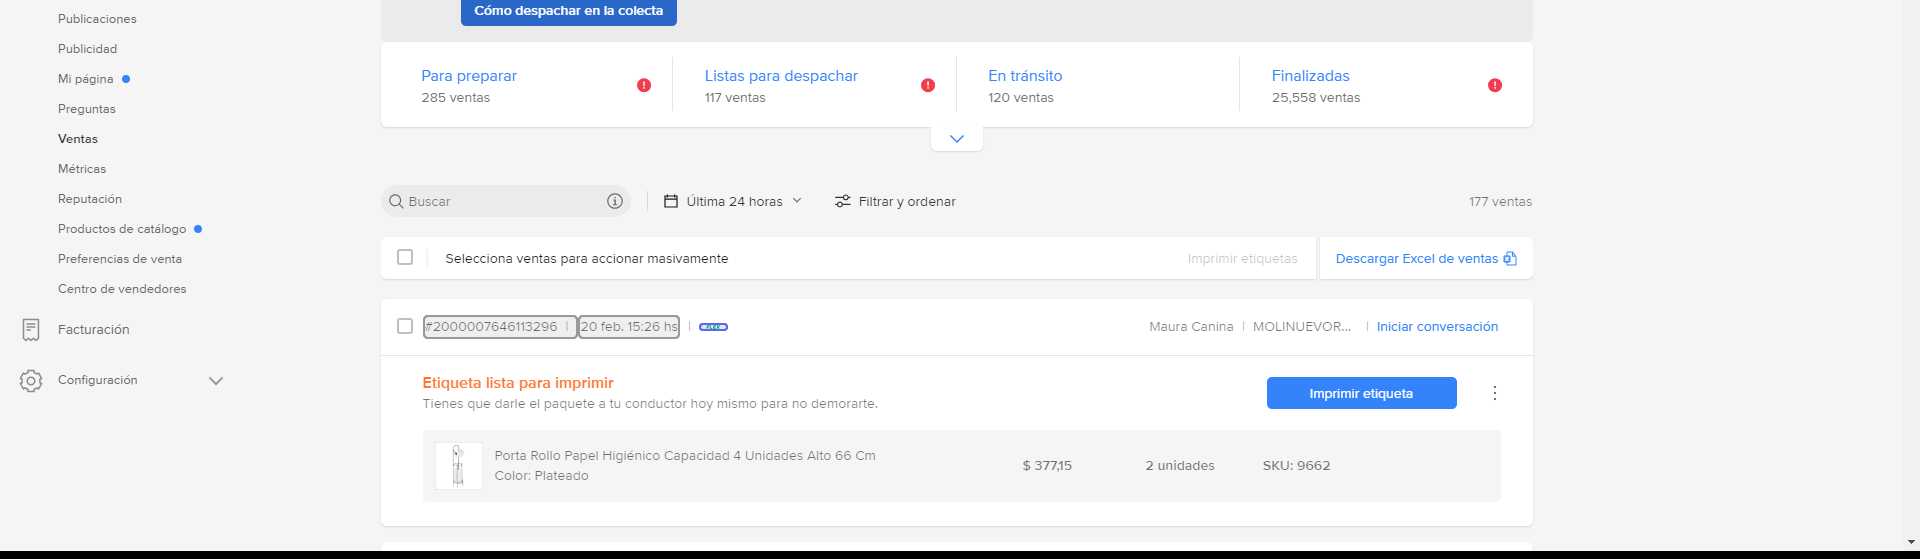 Publicaciones
Publicidad
Mi página
Preguntas
Ventas
Métricas
Reputación
Productos de catálogo
Preferencias de venta
Centro de vendedores
Facturación
Configuración
Cómo despachar en la colecta
Para preparar
285 ventas
Listas para despachar
117 ventas
En tránsito
120 ventas
Finalizadas
25,558 ventas
Buscar
Última 24 horas
Filtrar y ordenar
177 ventas
Selecciona ventas para accionar masivamente
Imprimir etiquetas
Descargar Excel de ventas
#2000007646113296 | 20 feb. 15:26 hs | FLEX
Maura Canina | MOLINUEVOR... | Iniciar conversación
Etiqueta lista para imprimir
Tienes que darle el paquete a tu conductor hoy mismo para no demorarte.
Imprimir etiqueta
Porta Rollo Papel Higiénico Capacidad 4 Unidades Alto 66 Cm
Color: Plateado
$ 377,15
2 unidades
SKU: 9662